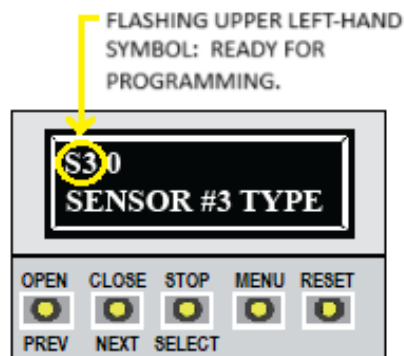 FLASHING UPPER LEFT-HAND
SYMBOL: READY FOR
PROGRAMMING.
S3 0
SENSOR #3 TYPE
OPEN CLOSE STOP MENU RESET
PREV NEXT SELECT